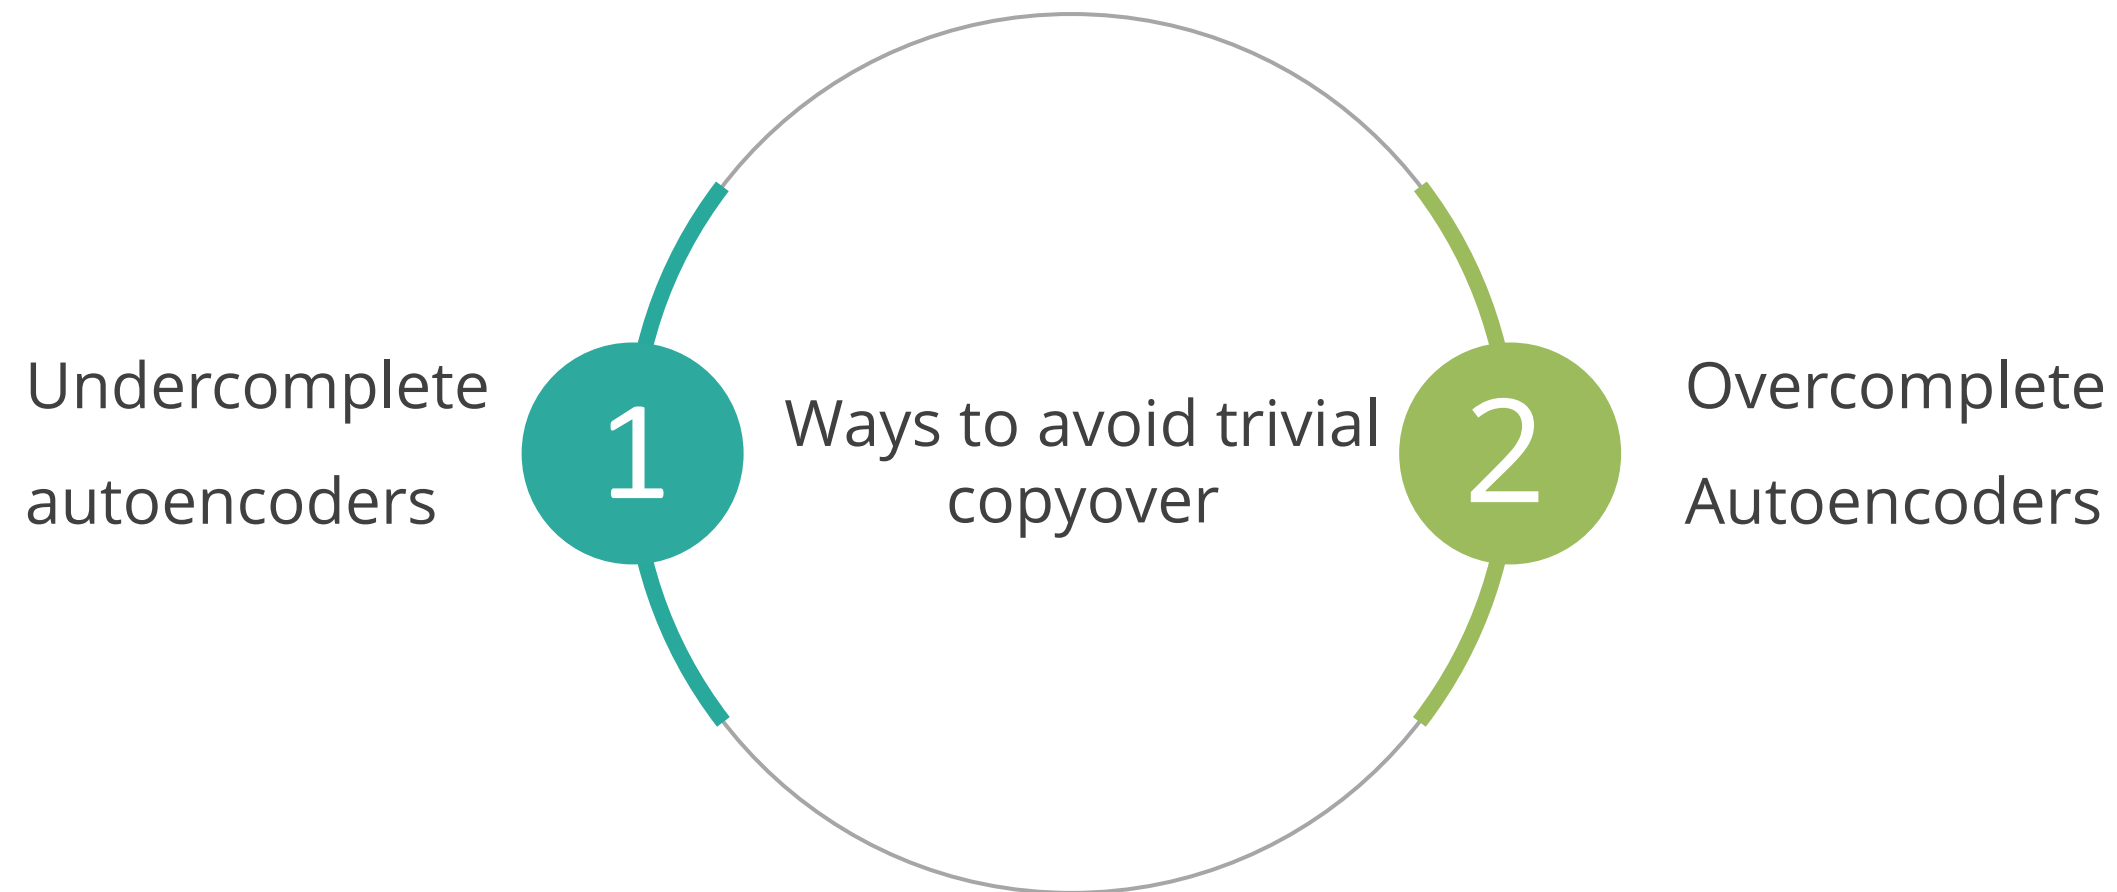 Undercomplete
autoencoders
1
Ways to avoid trivial
copyover
2
Overcomplete
Autoencoders